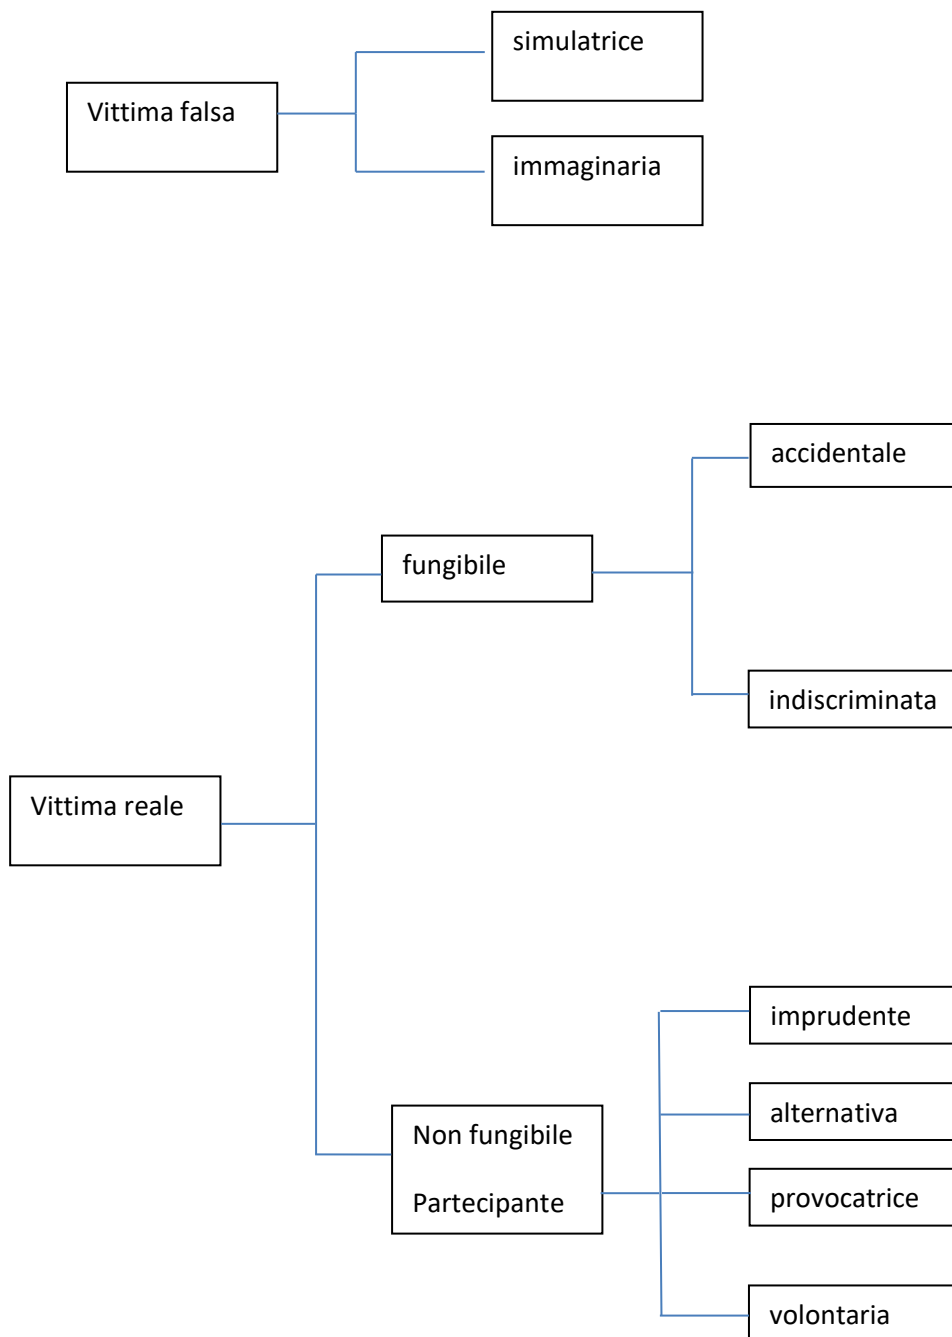 simulatrice
Vittima falsa
immaginaria
accidentale
fungibile
indiscriminata
Vittima reale
imprudente
Non fungibile
Partecipante
alternativa
provocatrice
volontaria